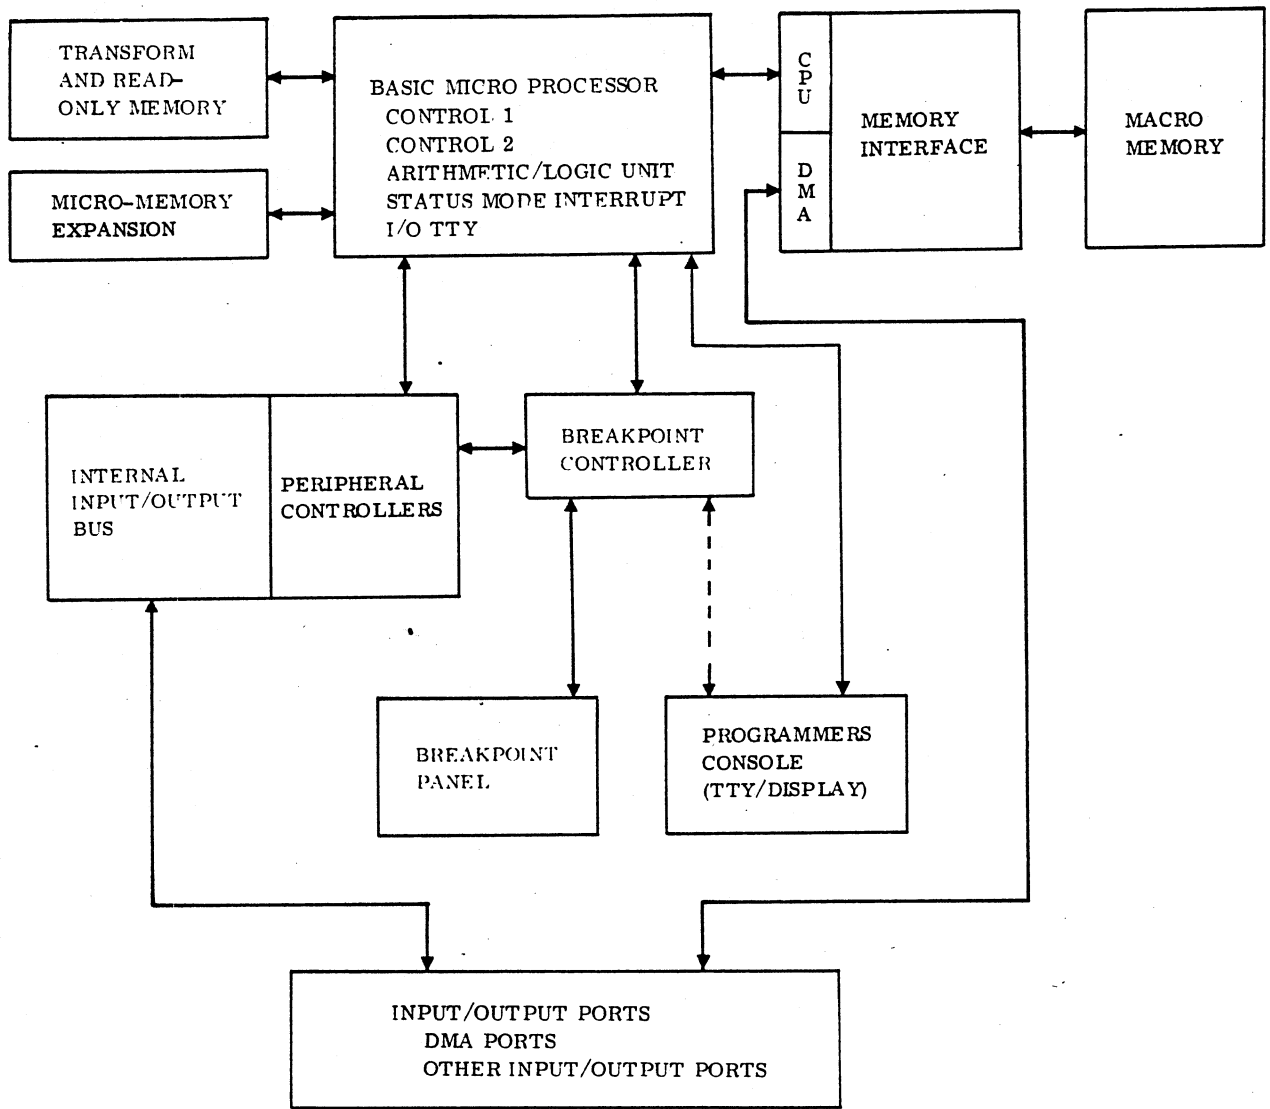 TRANSFORM
AND READ-
ONLY MEMORY
MICRO-MEMORY
EXPANSION
BASIC MICRO PROCESSOR
CONTROL 1
CONTROL 2
ARITHMETIC/LOGIC UNIT
STATUS MODE INTERRUPT
I/O TTY
CPU
DMA
MEMORY
INTERFACE
MACRO
MEMORY
INTERNAL
INPUT/OUTPUT
BUS
PERIPHERAL
CONTROLLERS
BREAKPOINT
CONTROLLER
BREAKPOINT
PANEL
PROGRAMMERS
CONSOLE
(TTY/DISPLAY)
INPUT/OUTPUT PORTS
DMA PORTS
OTHER INPUT/OUTPUT PORTS